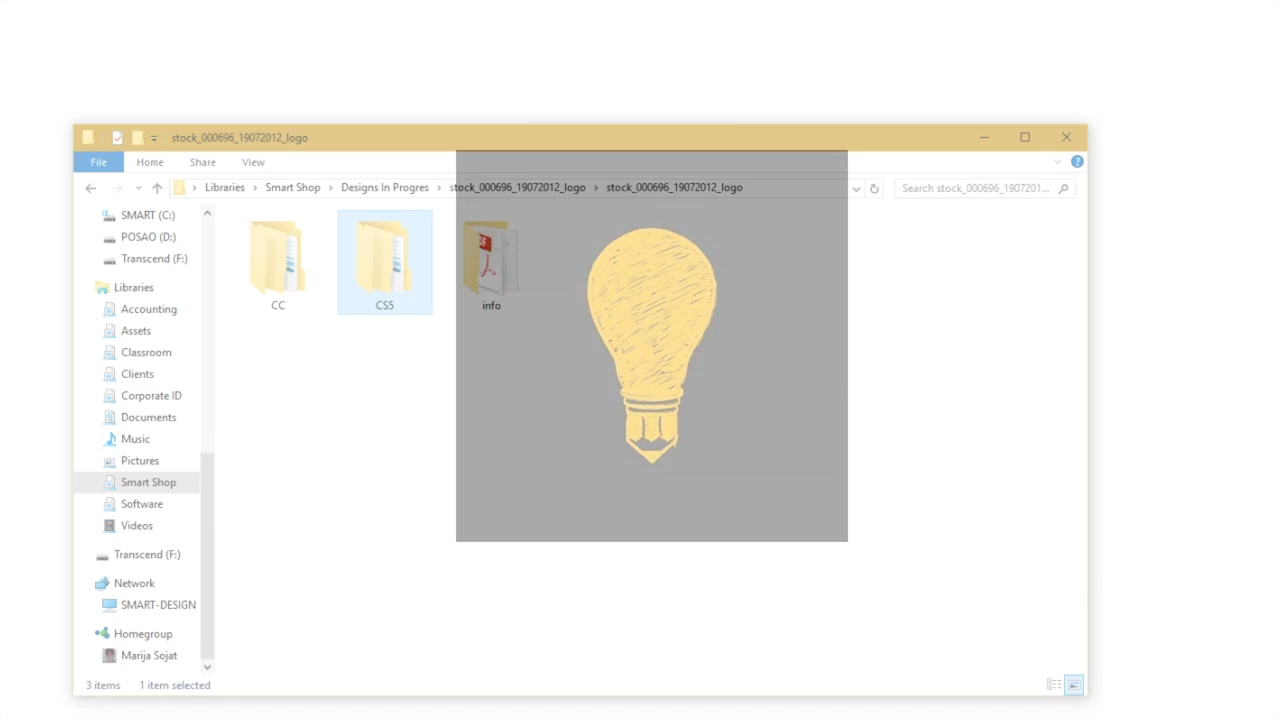 stock_000696_19072012_logo
File Home Share View
Libraries Smart Shop Designs In Progres stock_000696_19072012_logo stock_000696_19072012_logo
Search stock_000696_1907201...
SMART (C:)
POSAO (D:)
Transcend (F:)
Libraries
Accounting
Assets
Classroom
Clients
Corporate ID
Documents
Music
Pictures
Smart Shop
Software
Videos
Transcend (F:)
Network
SMART-DESIGN
Homegroup
Marija Sojat
CC
CS5
PDF
info
3 items 1 item selected